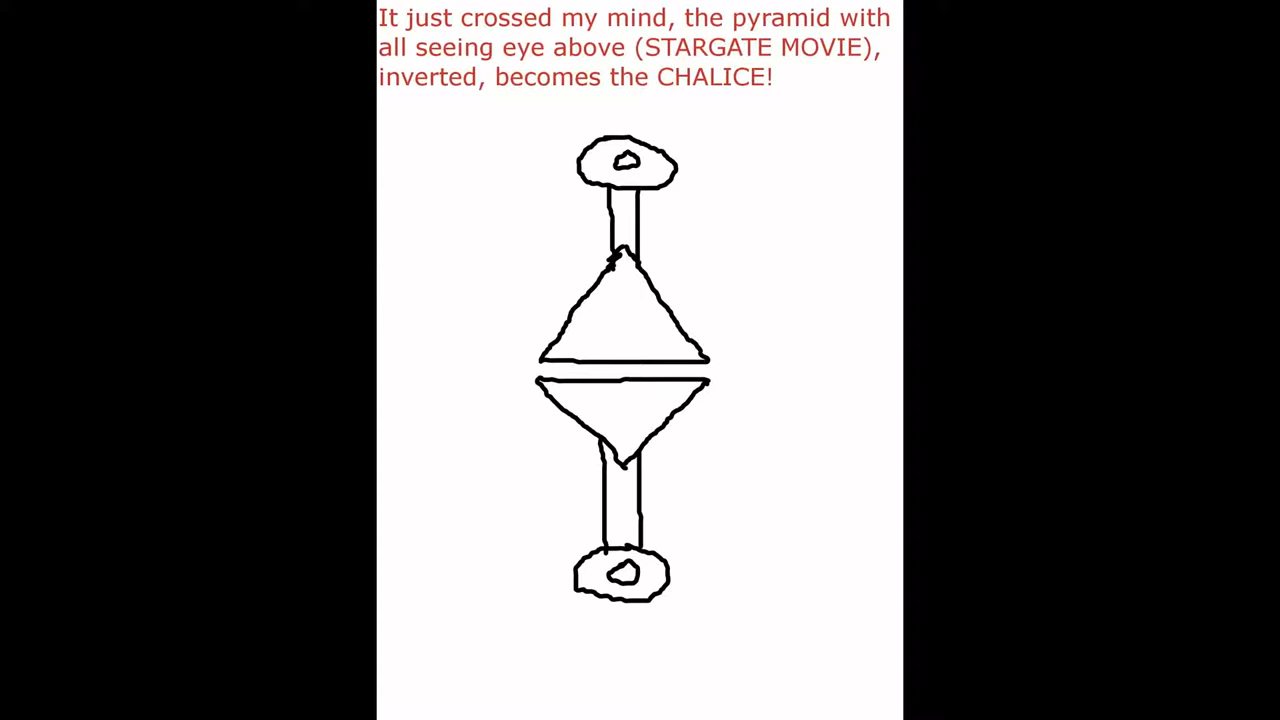 It just crossed my mind, the pyramid with
all seeing eye above (STARGATE MOVIE),
inverted, becomes the CHALICE!